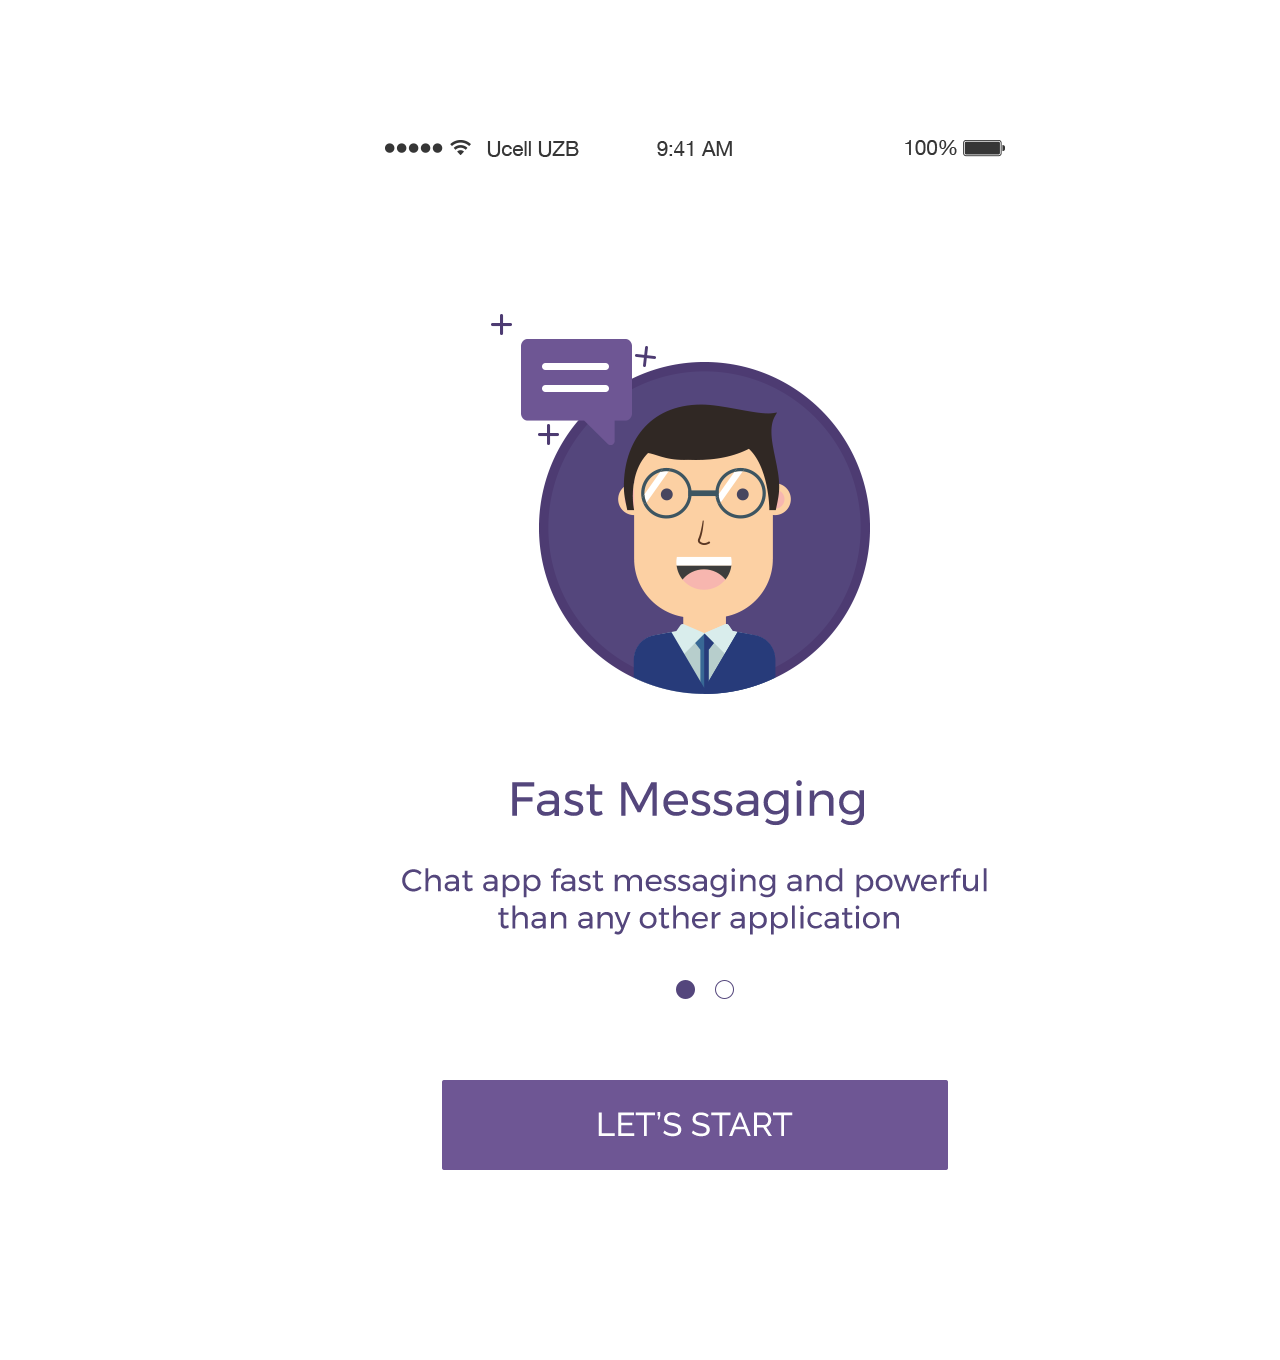 Ucell UZB 9:41 AM 100%
Fast Messaging
Chat app fast messaging and powerful
than any other application
LET'S START